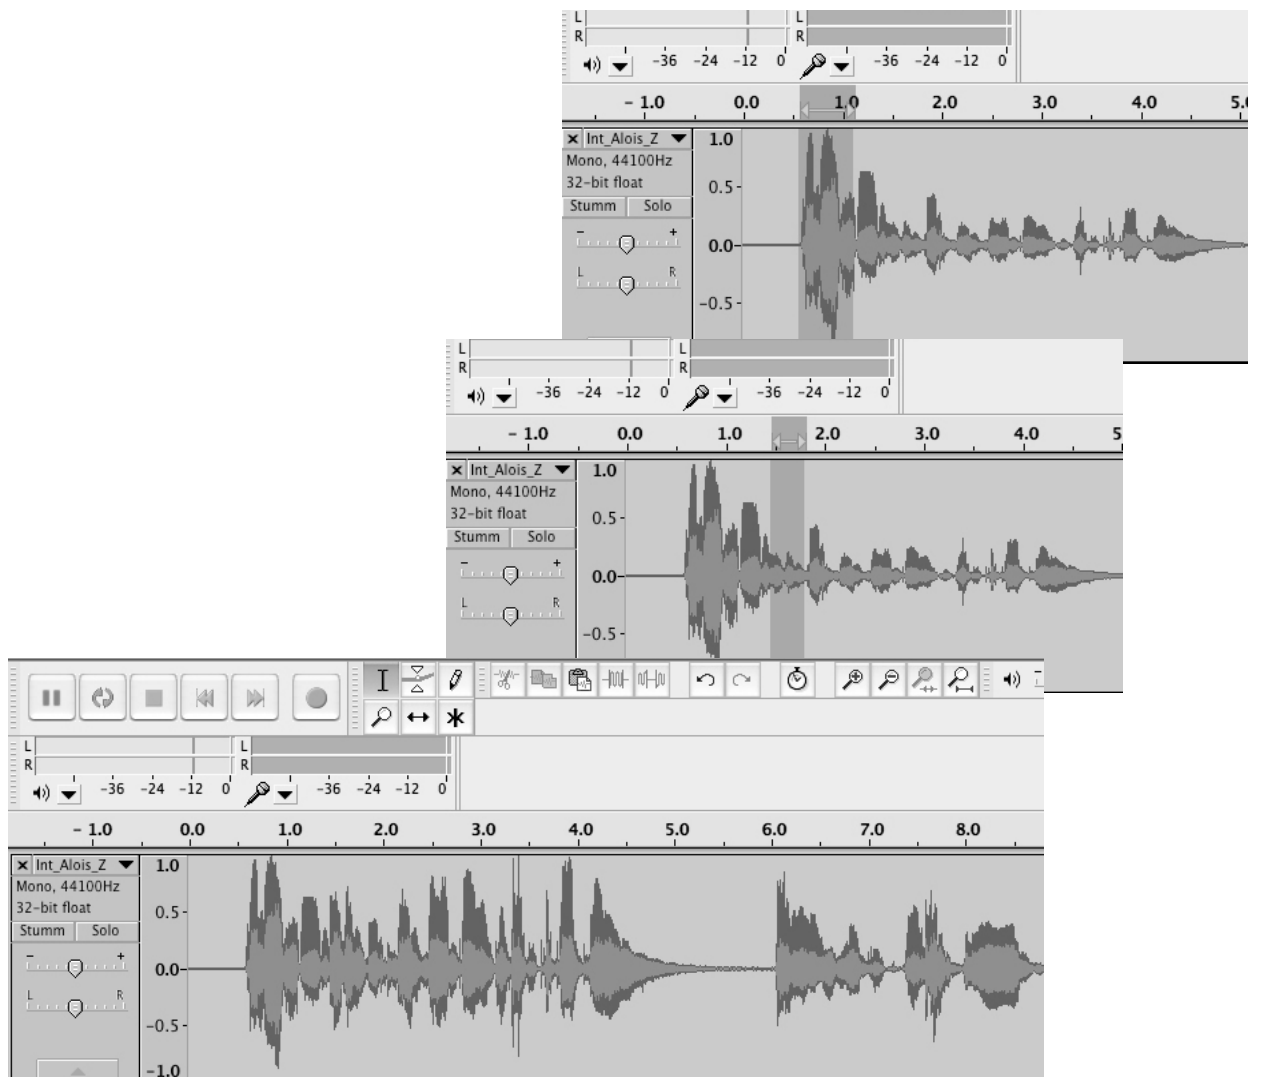 L L
R R
-36 -24 -12 0 -36 -24 -12 0
- 1.0 0.0 1.0 2.0 3.0 4.0
Int_Alois_Z 1.0
Mono, 44100Hz
32-bit float 0.5-
Stumm Solo
- +
0.0-
L R
-0.5-
L L
R R
-36 -24 -12 0 -36 -24 -12 0
- 1.0 0.0 1.0 2.0 3.0 4.0 5
Int_Alois_Z 1.0
Mono, 44100Hz
32-bit float 0.5-
Stumm Solo
- +
0.0-
L R
-0.5-
L L
R R
-36 -24 -12 0 -36 -24 -12 0
- 1.0 0.0 1.0 2.0 3.0 4.0 5.0 6.0 7.0 8.0
Int_Alois_Z 1.0
Mono, 44100Hz
32-bit float 0.5-
Stumm Solo
- +
0.0-
L R
-0.5-
-1.0